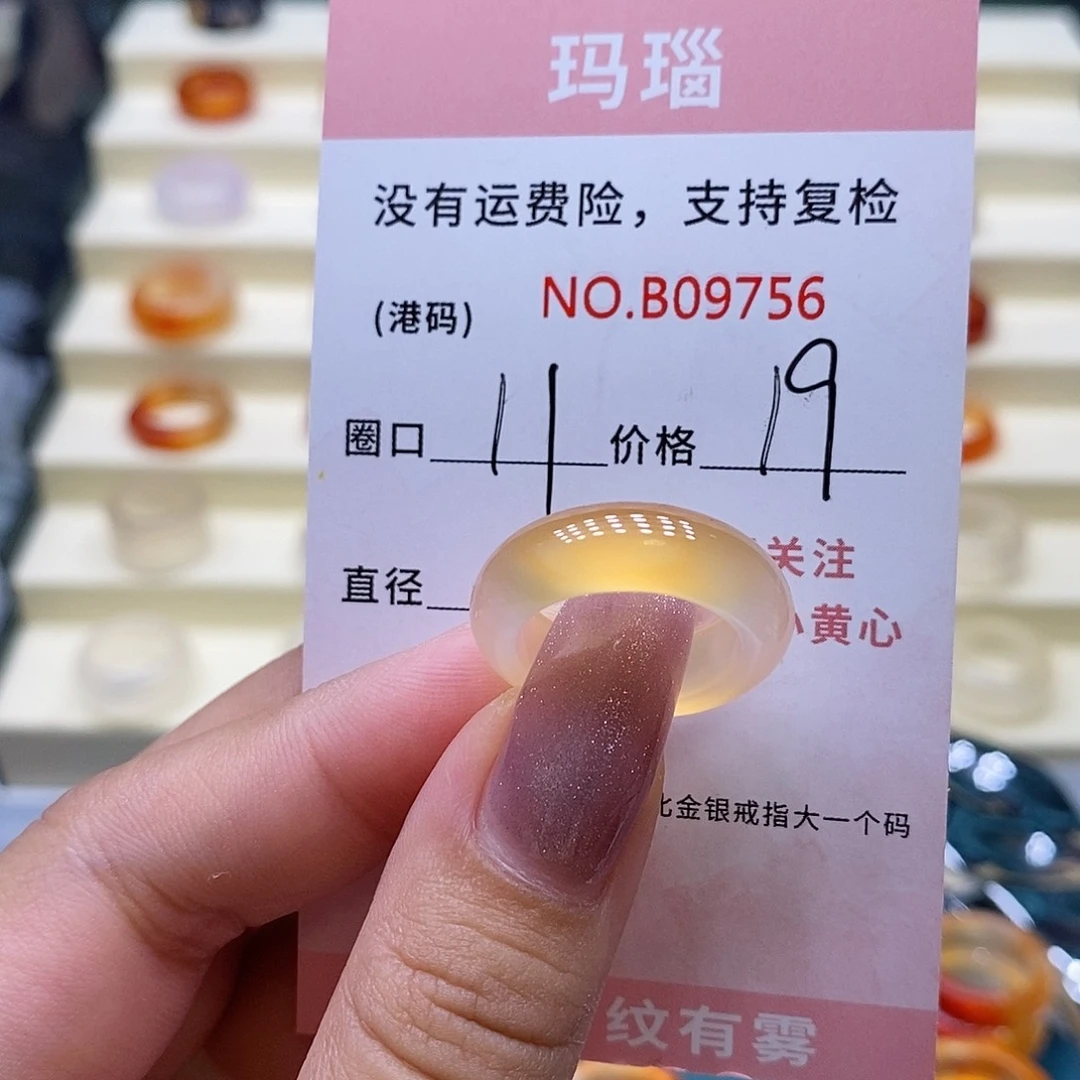 玛瑙
没有运费险，支持复检
(港码) NO.B09756
圈口 11 价格 19
关注
直径
小黄心
比金银戒指大一个码
纹有雾